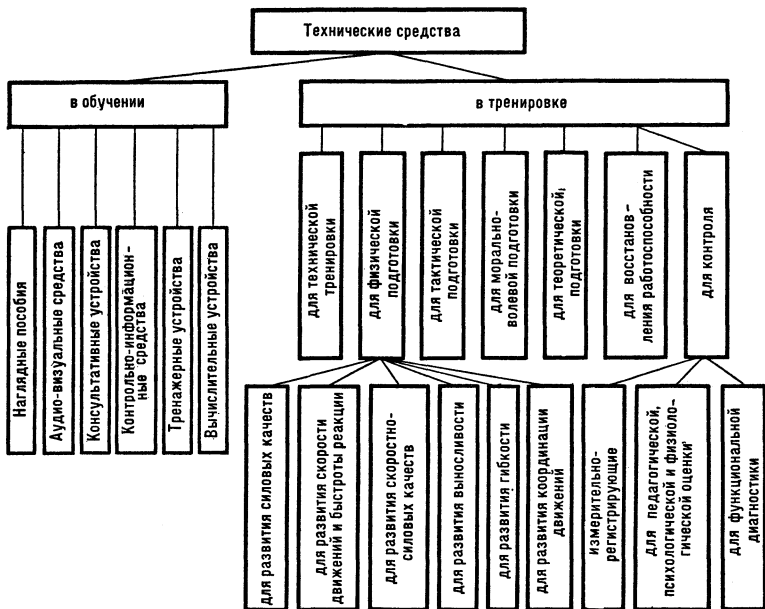 Технические средства
в обучении
в тренировке
Наглядные пособия
Аудио-визуальные средства
Консультативные устройства
Контрольно-информацион-
ные средства
Тренажерные устройства
Вычислительные устройства
для технической
тренировки
для физической
подготовки
для тактической
подготовки
для морально-
волевой подготовки
для теоретической
подготовки
для восстанов-
ления работоспособности
для контроля
для развития силовых качеств
для развития скорости
движений и быстроты реакции
для развития скоростно-
силовых качеств
для развития выносливости
для развития гибкости
для развития координации
движений
измерительно-
регистрирующие
для педагогической,
психологической и физиоло-
гической оценки
для функциональной
диагностики